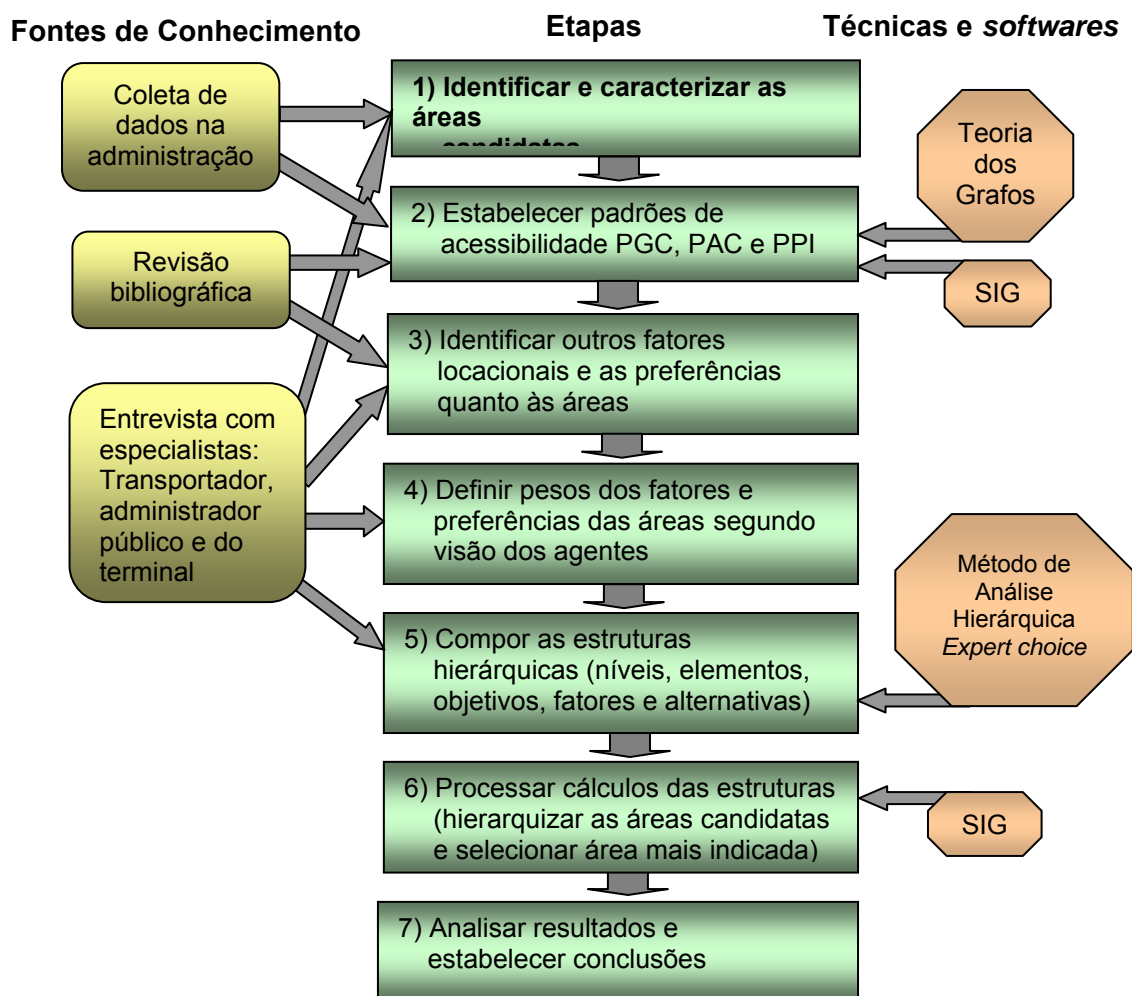 Fontes de Conhecimento
Etapas
Técnicas e softwares
Coleta de
dados na
administração
Revisão
bibliográfica
Entrevista com
especialistas:
Transportador,
administrador
público e do
terminal
1) Identificar e caracterizar as
áreas
candidatas
2) Estabelecer padrões de
acessibilidade PGC, PAC e PPI
3) Identificar outros fatores
locacionais e as preferências
quanto às áreas
4) Definir pesos dos fatores e
preferências das áreas segundo
visão dos agentes
5) Compor as estruturas
hierárquicas (níveis, elementos,
objetivos, fatores e alternativas)
6) Processar cálculos das estruturas
(hierarquizar as áreas candidatas
e selecionar área mais indicada)
7) Analisar resultados e
estabelecer conclusões
Teoria
dos
Grafos
SIG
Método de
Análise
Hierárquica
Expert choice
SIG